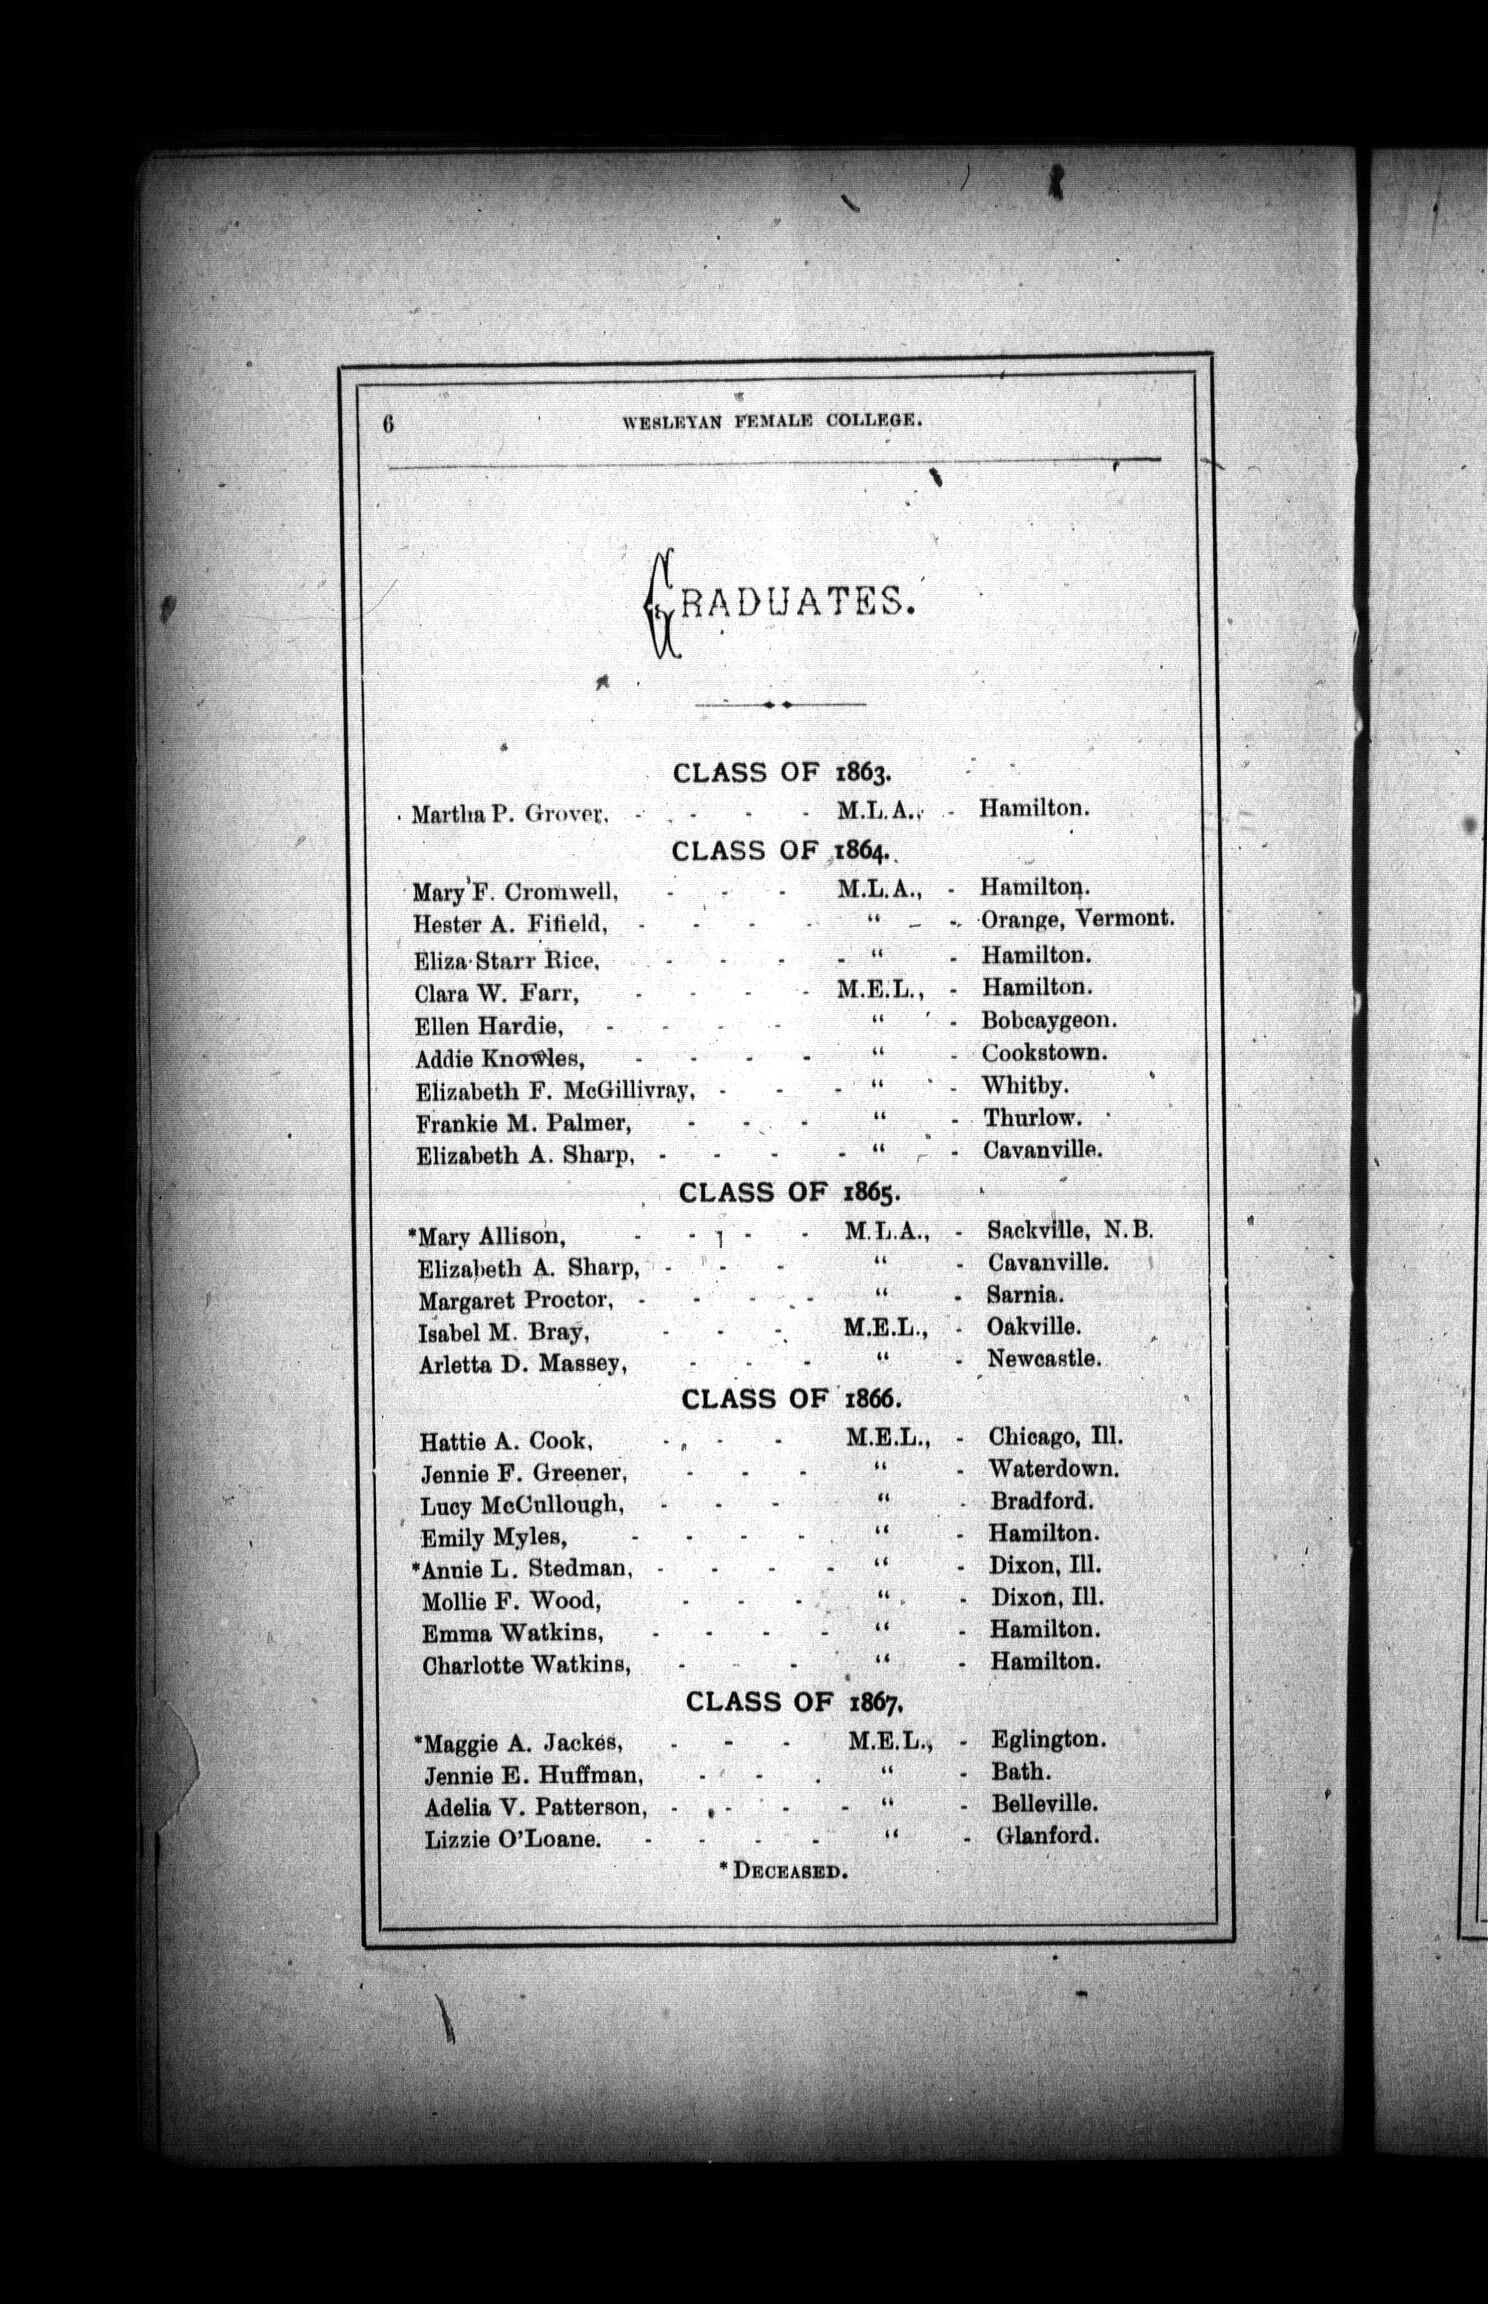 6 WESLEYAN FEMALE COLLEGE.
GRADUATES.
CLASS OF 1863.
Martha P. Grover, - - - - M.L.A., - Hamilton.
CLASS OF 1864.
Mary F. Cromwell, - - - M.L.A., - Hamilton.
Hester A. Fifield, - - - - “ - Orange, Vermont.
Eliza Starr Rice, - - - - “ - Hamilton.
Clara W. Farr, - - - - M.E.L., - Hamilton.
Ellen Hardie, - - - - “ - Bobcaygeon.
Addie Knowles, - - - - “ - Cookstown.
Elizabeth F. McGillivray, - - - “ - Whitby.
Frankie M. Palmer, - - - “ - Thurlow.
Elizabeth A. Sharp, - - - - “ - Cavanville.
CLASS OF 1865.
*Mary Allison, - - - - M.L.A., - Sackville, N.B.
Elizabeth A. Sharp, - - - “ - Cavanville.
Margaret Proctor, - - - - “ - Sarnia.
Isabel M. Bray, - - - M.E.L., - Oakville.
Arletta D. Massey, - - - “ - Newcastle.
CLASS OF 1866.
Hattie A. Cook, - - - M.E.L., - Chicago, Ill.
Jennie F. Greener, - - - “ - Waterdown.
Lucy McCullough, - - - “ - Bradford.
Emily Myles, - - - - “ - Hamilton.
*Annie L. Stedman, - - - - “ - Dixon, Ill.
Mollie F. Wood, - - - “ - Dixon, Ill.
Emma Watkins, - - - - “ - Hamilton.
Charlotte Watkins, - - - “ - Hamilton.
CLASS OF 1867.
*Maggie A. Jackes, - - - M.E.L., - Eglington.
Jennie E. Huffman, - - - “ - Bath.
Adelia V. Patterson, - - - - “ - Belleville.
Lizzie O'Loane. - - - - “ - Glanford.
*DECEASED.